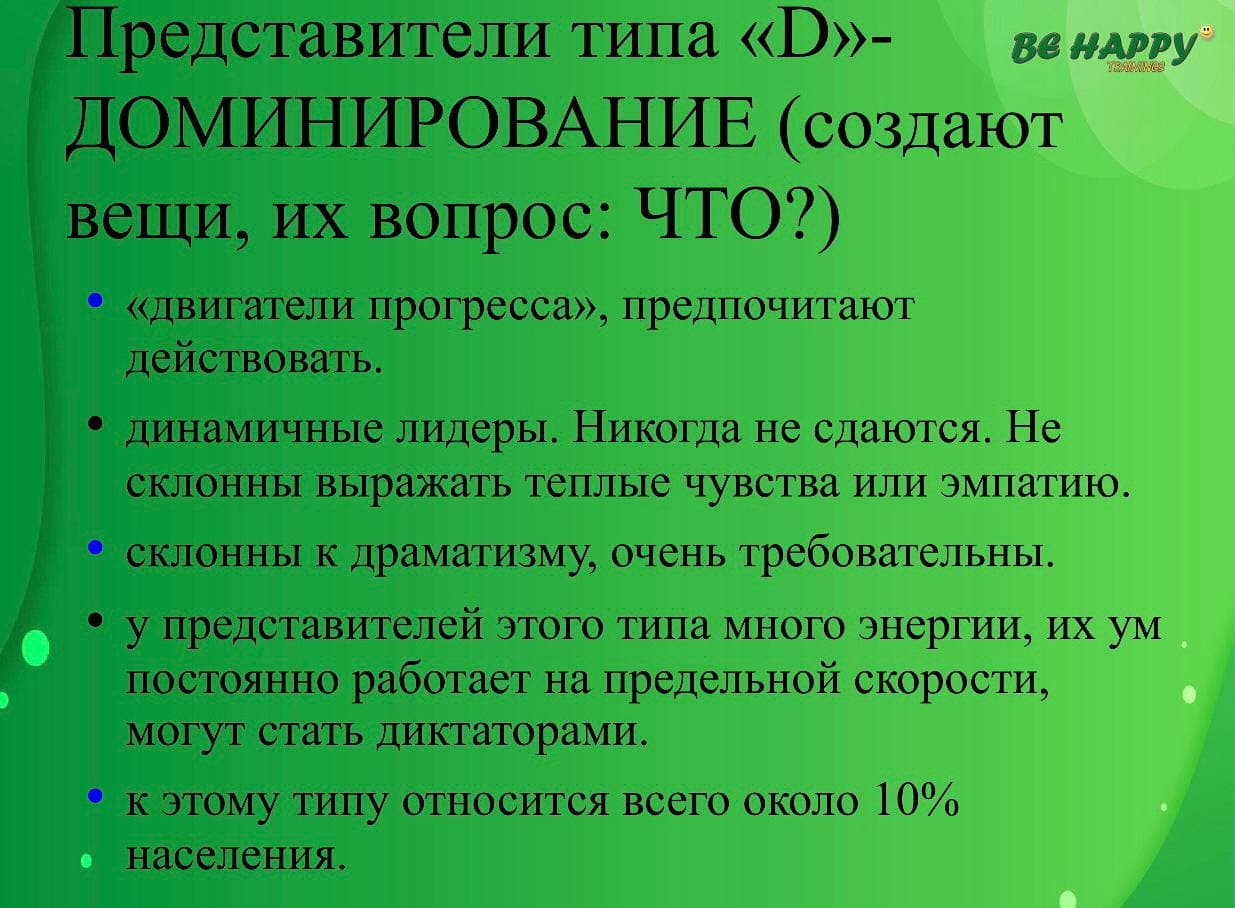 Представители типа «D»-
BE HAPPY
TRAININGS
ДОМИНИРОВАНИЕ (создают
вещи, их вопрос: ЧТО?)
• «двигатели прогресса», предпочитают
действовать.
• динамичные лидеры. Никогда не сдаются. Не
склонны выражать теплые чувства или эмпатию.
• склонны к драматизму, очень требовательны.
• у представителей этого типа много энергии, их ум
постоянно работает на предельной скорости,
могут стать диктаторами.
• к этому типу относится всего около 10%
населения.